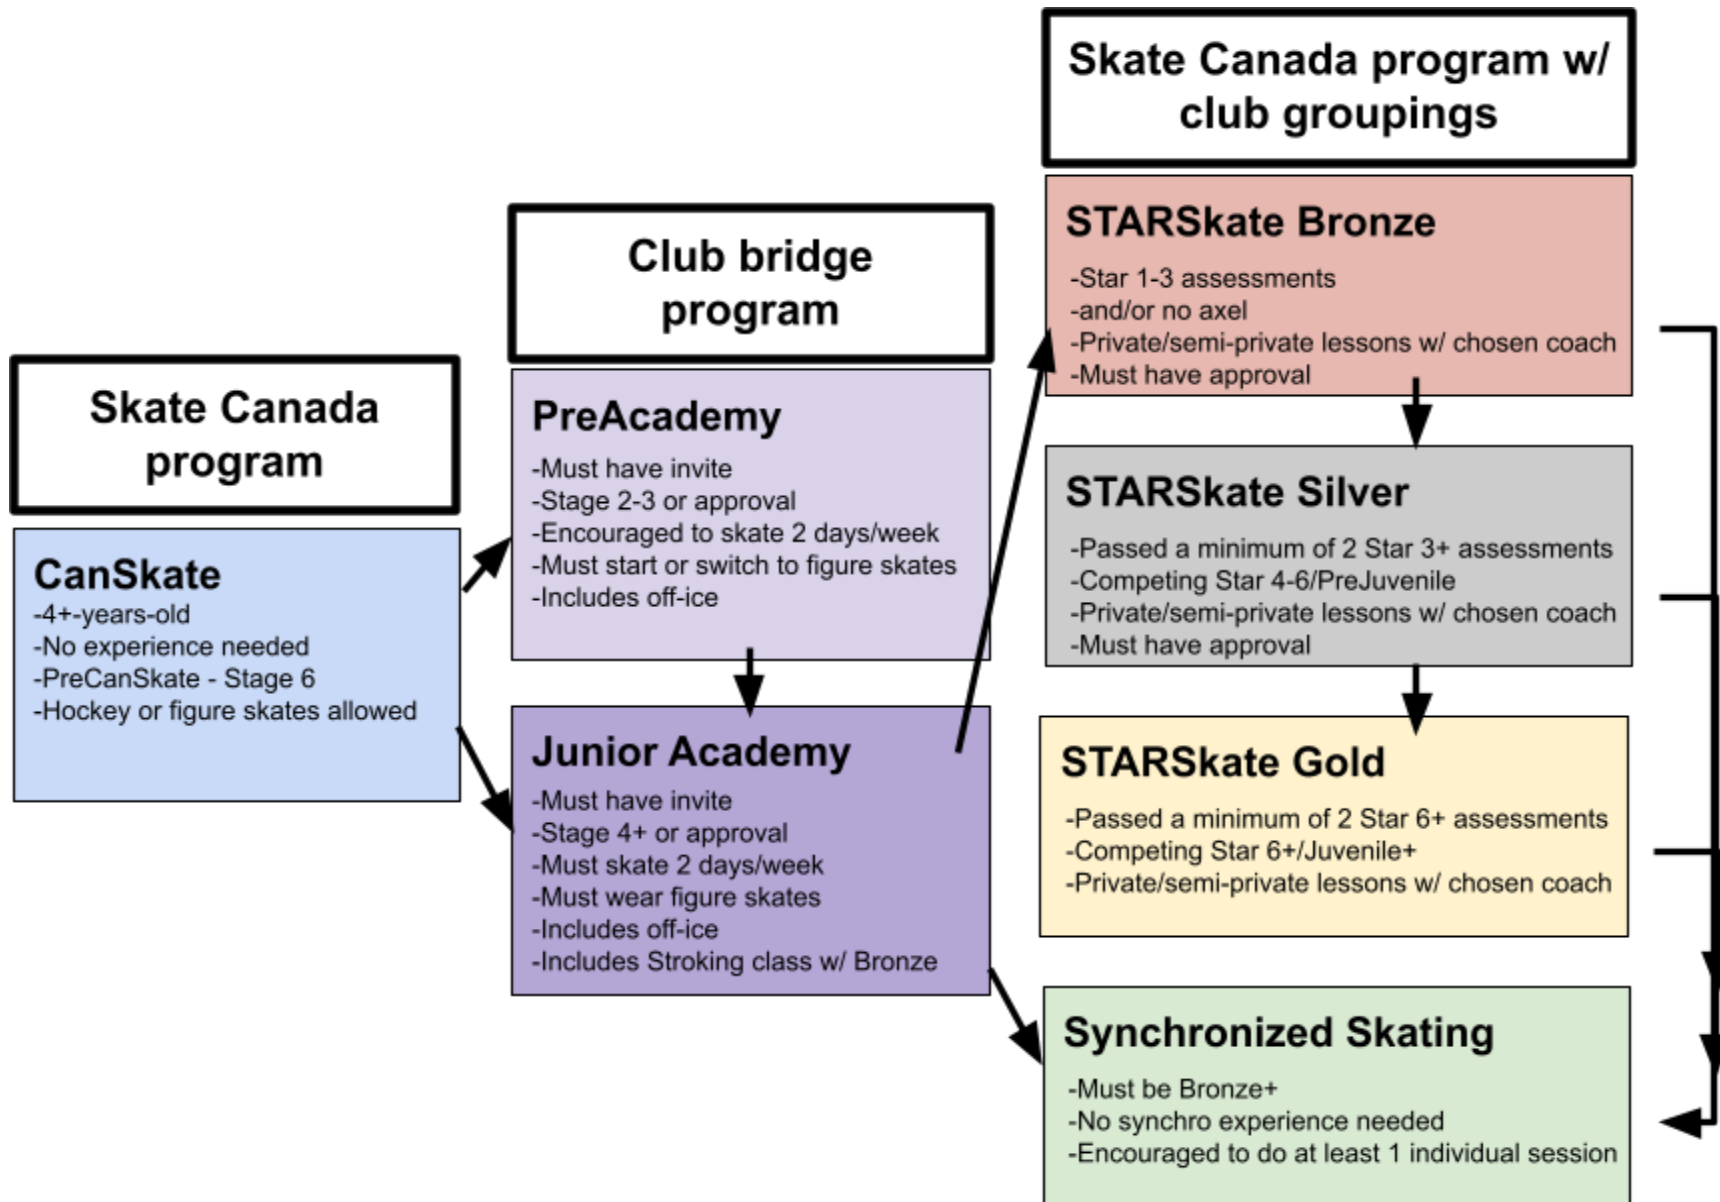 Skate Canada
program
CanSkate
-4+-years-old
-No experience needed
-PreCanSkate - Stage 6
-Hockey or figure skates allowed
Club bridge
program
PreAcademy
-Must have invite
-Stage 2-3 or approval
-Encouraged to skate 2 days/week
-Must start or switch to figure skates
-Includes off-ice
Junior Academy
-Must have invite
-Stage 4+ or approval
-Must skate 2 days/week
-Must wear figure skates
-Includes off-ice
-Includes Stroking class w/ Bronze
Skate Canada program w/
club groupings
STARSkate Bronze
-Star 1-3 assessments
-and/or no axel
-Private/semi-private lessons w/ chosen coach
-Must have approval
STARSkate Silver
-Passed a minimum of 2 Star 3+ assessments
-Competing Star 4-6/PreJuvenile
-Private/semi-private lessons w/ chosen coach
-Must have approval
STARSkate Gold
-Passed a minimum of 2 Star 6+ assessments
-Competing Star 6+/Juvenile+
-Private/semi-private lessons w/ chosen coach
Synchronized Skating
-Must be Bronze+
-No synchro experience needed
-Encouraged to do at least 1 individual session